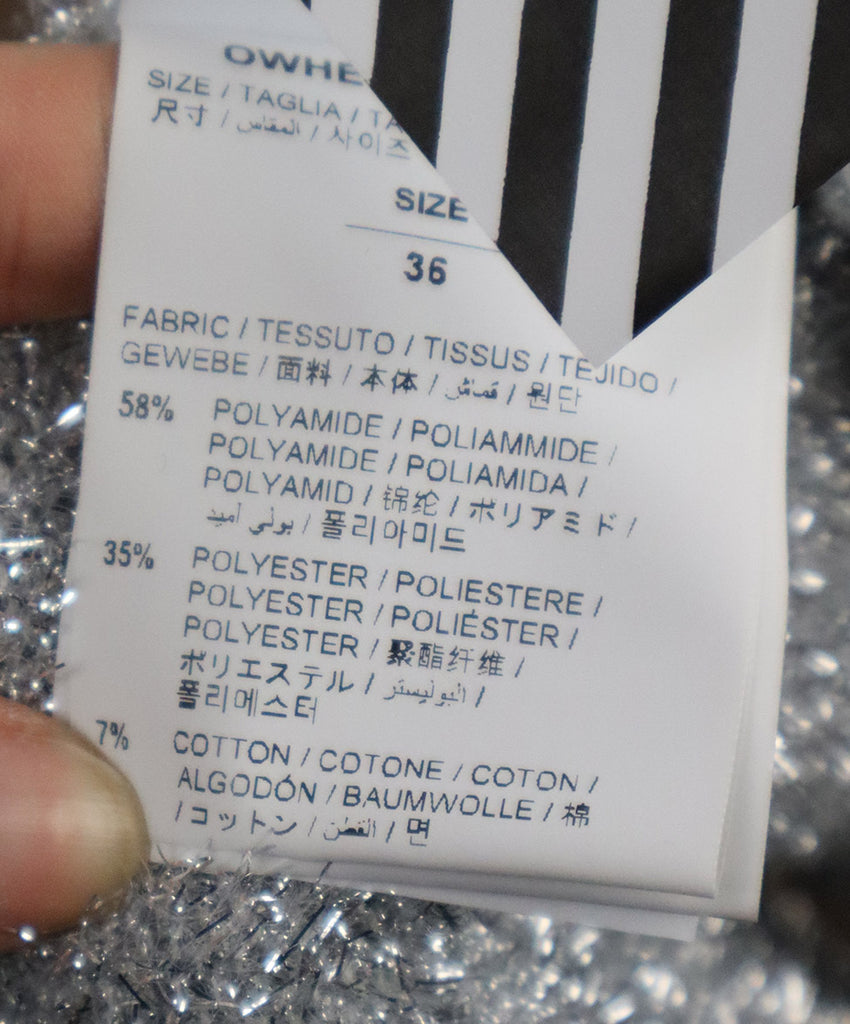 OWHE
SIZE / TAGLIA / TA
尺寸 / المقاس / 사이즈
SIZE
36
FABRIC / TESSUTO / TISSUS / TEJIDO /
GEWEBE / 面料 / 本体 / قماش / 원단
58% POLYAMIDE / POLIAMMIDE /
POLYAMIDE / POLIAMIDA /
POLYAMID / 锦纶 / ポリアミド /
بولي أميد / 폴리아미드
35% POLYESTER / POLIESTERE /
POLYESTER / POLIÉSTER /
POLYESTER / 聚酯纤维 /
ポリエステル / البوليستر /
폴리에스터
7% COTTON / COTONE / COTON /
ALGODÓN / BAUMWOLLE / 棉
/ コットン / القطن / 면